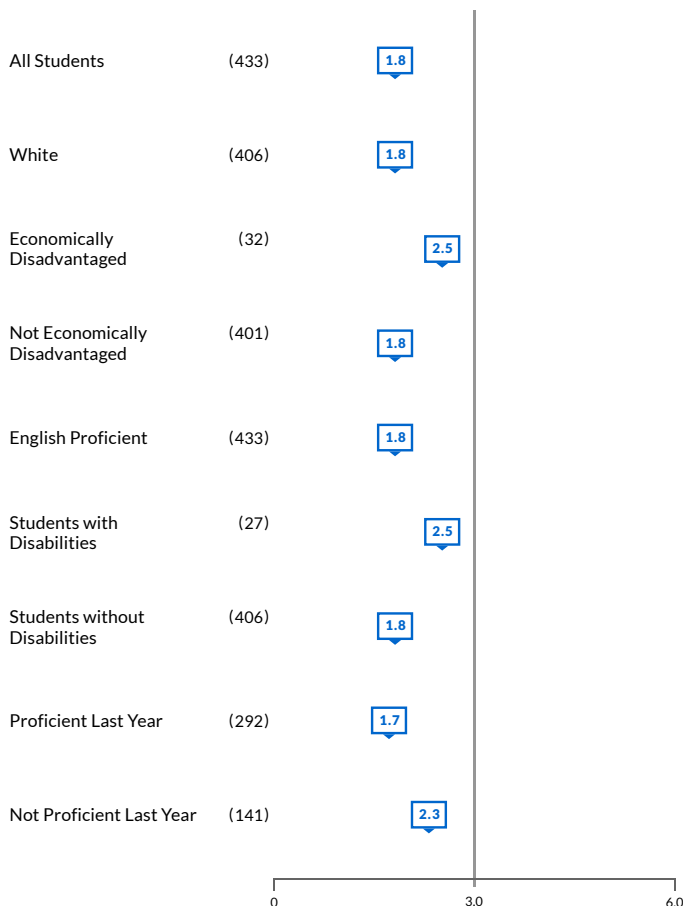 All Students (433) 1.8
White (406) 1.8
Economically (32)
Disadvantaged
2.5
Not Economically (401)
Disadvantaged
1.8
English Proficient (433) 1.8
Students with (27)
Disabilities
2.5
Students without (406)
Disabilities
1.8
Proficient Last Year (292) 1.7
Not Proficient Last Year (141) 2.3
0 3.0 6.0